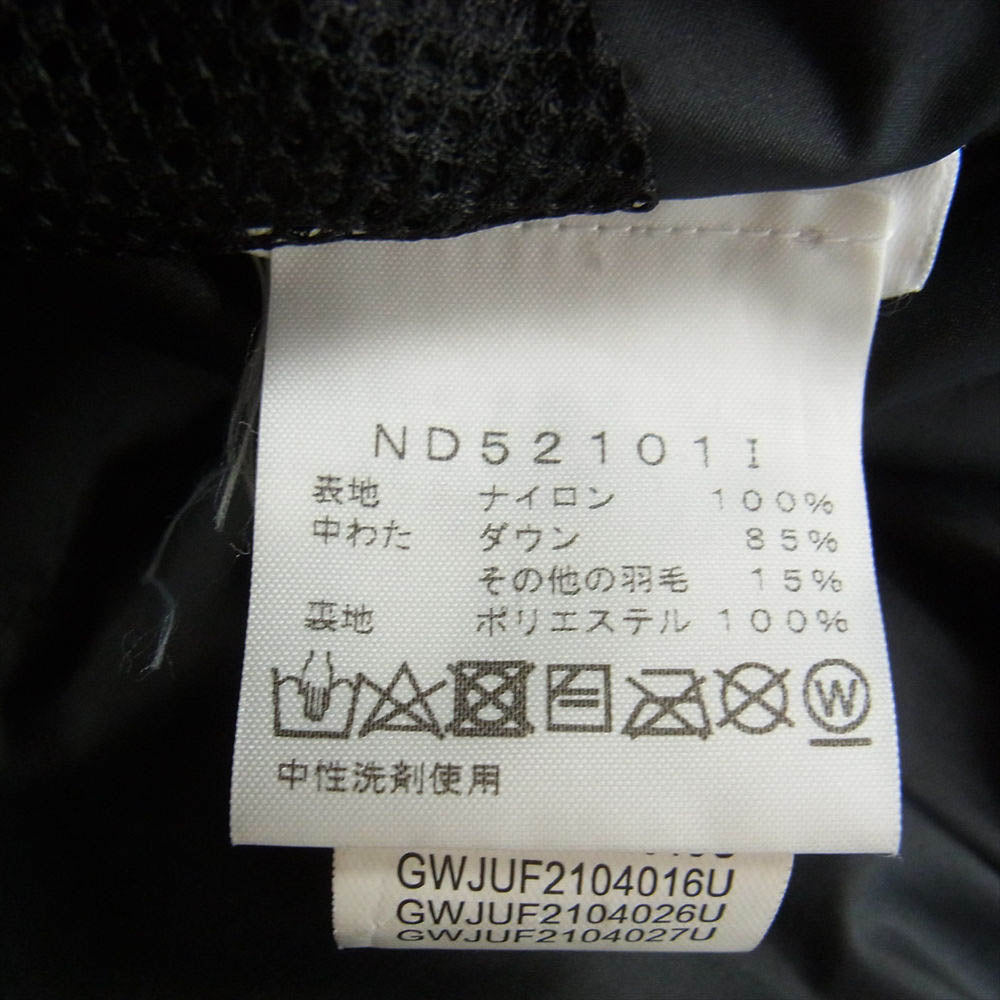 ND52101I
表地 ナイロン 100%
中わた ダウン 85%
その他の羽毛 15%
裏地 ポリエステル 100%
W
中性洗剤使用
GWJUF2104016U
GWJUF2104026U
GWJUF2104027U